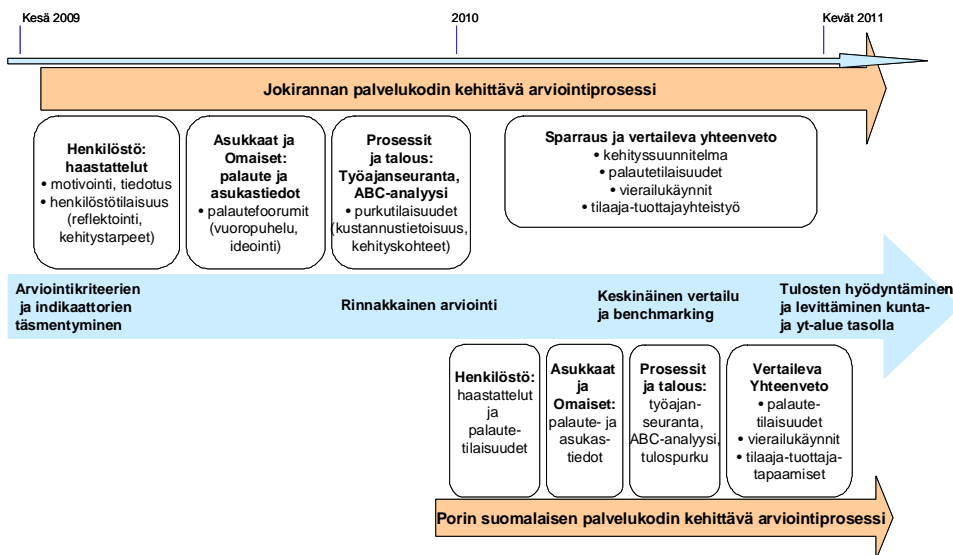 Kesä 2009
2010
Kevät 2011
Jokirannan palvelukodin kehittävä arviointiprosessi
Henkilöstö:
haastattelut
• motivointi, tiedotus
• henkilöstötilaisuus
(reflektointi,
kehitystarpeet)
Asukkaat ja
Omaiset:
palaute ja
asukastiedot
• palautefoorumit
(vuoropuhelu,
ideointi)
Prosessit
ja talous:
Työajanseuranta,
ABC-analyysi
• purkutilaisuudet
(kustannustietoisuus,
kehityskohteet)
Sparraus ja vertaileva yhteenveto
• kehityssuunnitelma
• palautetilaisuudet
• vierailukäynnit
• tilaaja-tuottajayhteistyö
Arviointikriteerien
ja indikaattorien
täsmentyminen
Rinnakkainen arviointi
Keskinäinen vertailu
ja benchmarking
Tulosten hyödyntäminen
ja levittäminen kunta-
ja yt-alue tasolla
Henkilöstö:
haastattelut
ja
palaute-
tilaisuudet
Asukkaat
ja
Omaiset:
palaute- ja
asukas-
tiedot
Prosessit
ja talous:
työajan-
seuranta,
ABC-analyysi,
tulospurku
Vertaileva
Yhteenveto
• palaute-
tilaisuudet
• vierailukäynnit
• tilaaja-tuottaja-
tapaamiset
Porin suomalaisen palvelukodin kehittävä arviointiprosessi